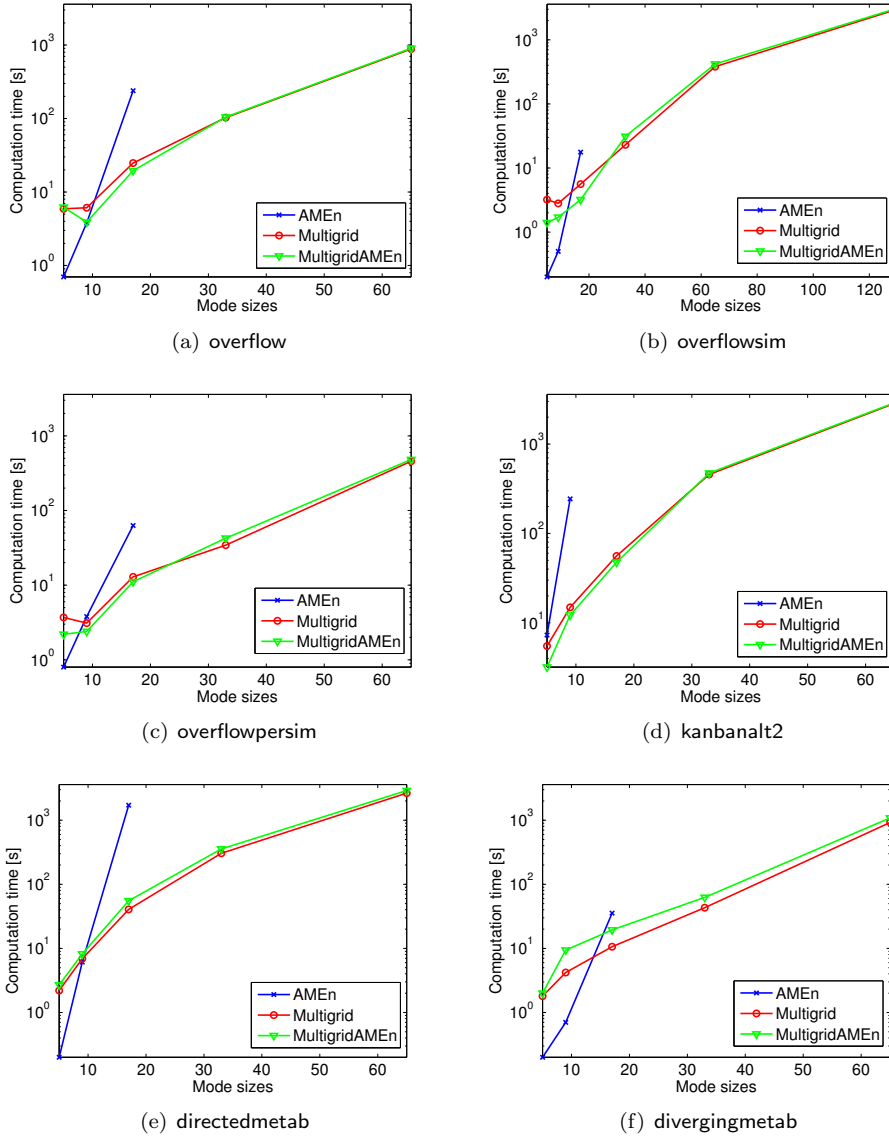 10^3
10^2
10^1
10^0
Computation time [s]
AMEn
Multigrid
MultigridAMEn
10 20 30 40 50 60
Mode sizes
(a) overflow
10^3
10^2
10^1
10^0
Computation time [s]
AMEn
Multigrid
MultigridAMEn
20 40 60 80 100 120
Mode sizes
(b) overflowsim
10^3
10^2
10^1
10^0
Computation time [s]
AMEn
Multigrid
MultigridAMEn
10 20 30 40 50 60
Mode sizes
(c) overflowpersim
10^3
10^2
10^1
Computation time [s]
AMEn
Multigrid
MultigridAMEn
10 20 30 40 50 60
Mode sizes
(d) kanbanalt2
10^3
10^2
10^1
10^0
Computation time [s]
AMEn
Multigrid
MultigridAMEn
10 20 30 40 50 60
Mode sizes
(e) directedmetab
10^3
10^2
10^1
10^0
Computation time [s]
AMEn
Multigrid
MultigridAMEn
10 20 30 40 50 60
Mode sizes
(f) divergingmetab